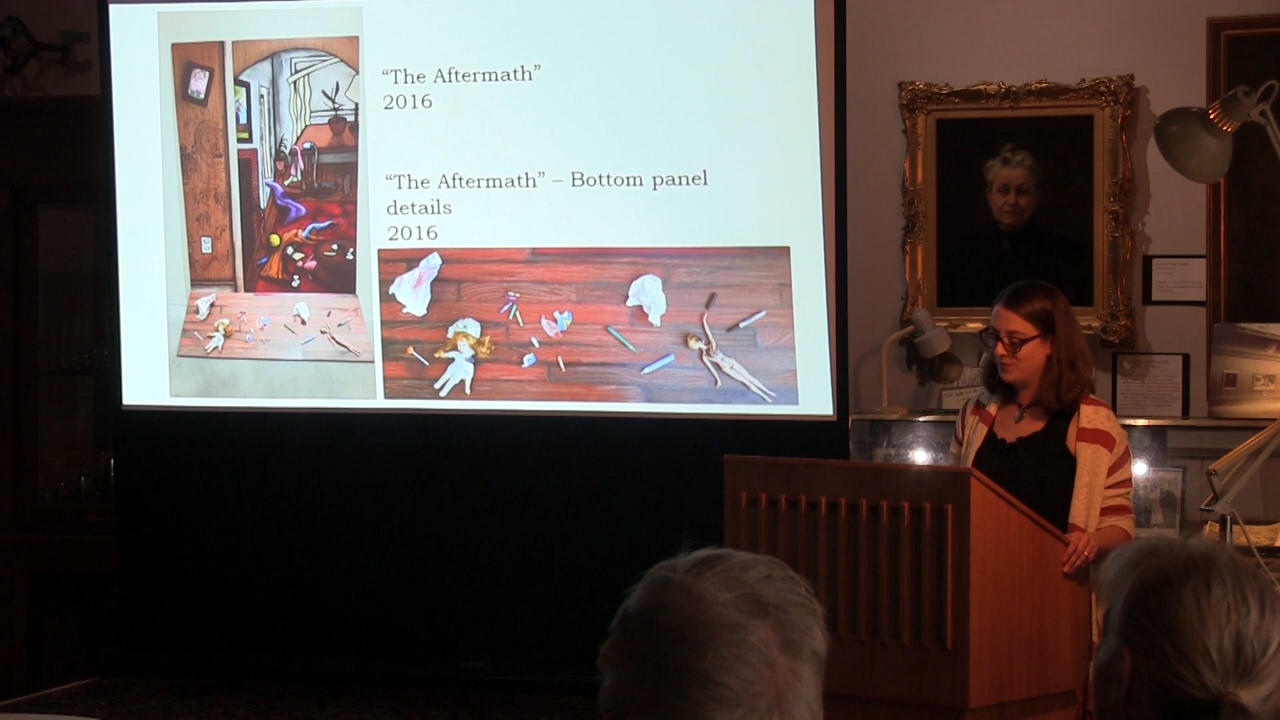 “The Aftermath”
2016
“The Aftermath” – Bottom panel
details
2016